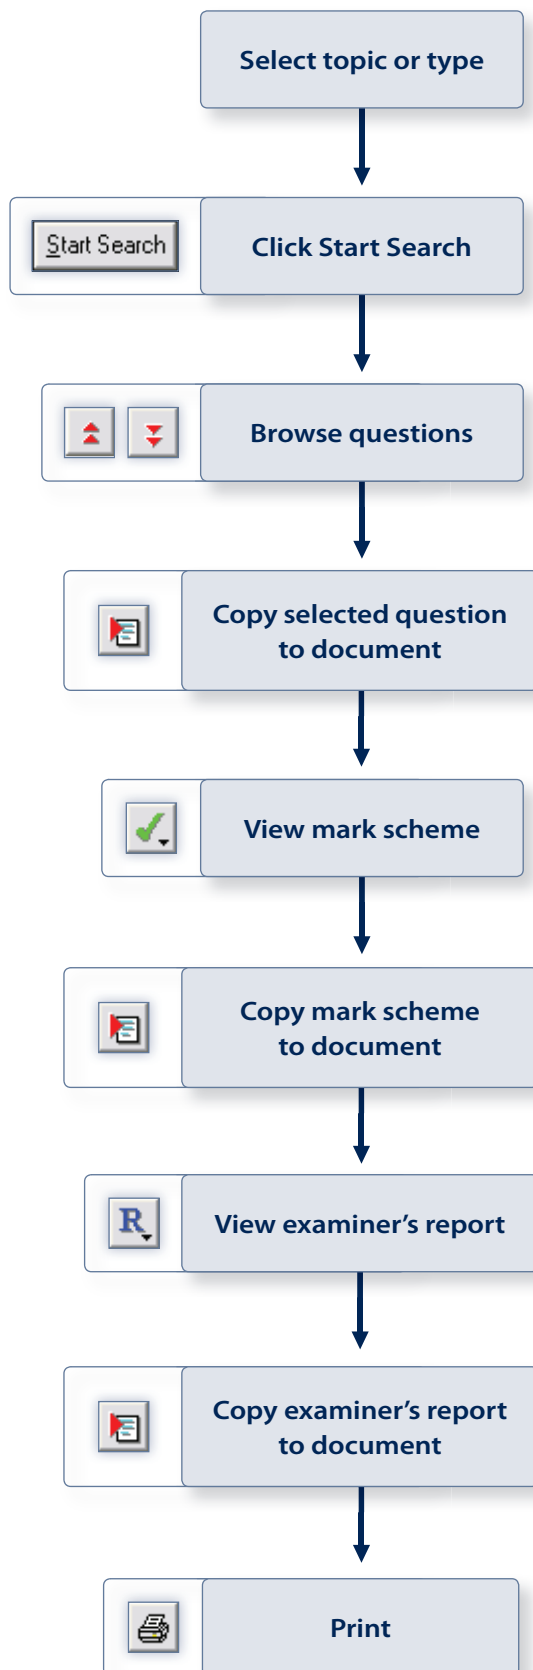 Select topic or type
Start Search
Click Start Search
Browse questions
Copy selected question
to document
View mark scheme
Copy mark scheme
to document
R
View examiner’s report
Copy examiner’s report
to document
Print